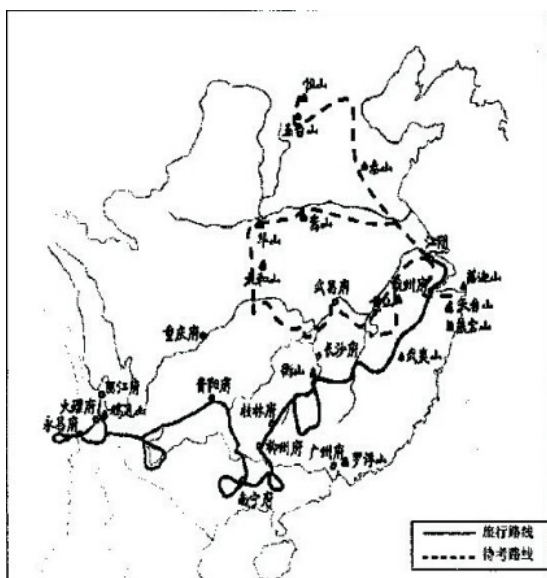 恒山
五台山
泰山
嵩山
华山
太和山
江阴
杭州府
落迦山
天台山
雁宕山
武昌府
重庆府
长沙府
武夷山
衡山
贵阳府
丽江府
鸡足山
大理府
永昌府
桂林府
柳州府
广州府
罗浮山
南宁府
旅行路线
待考路线